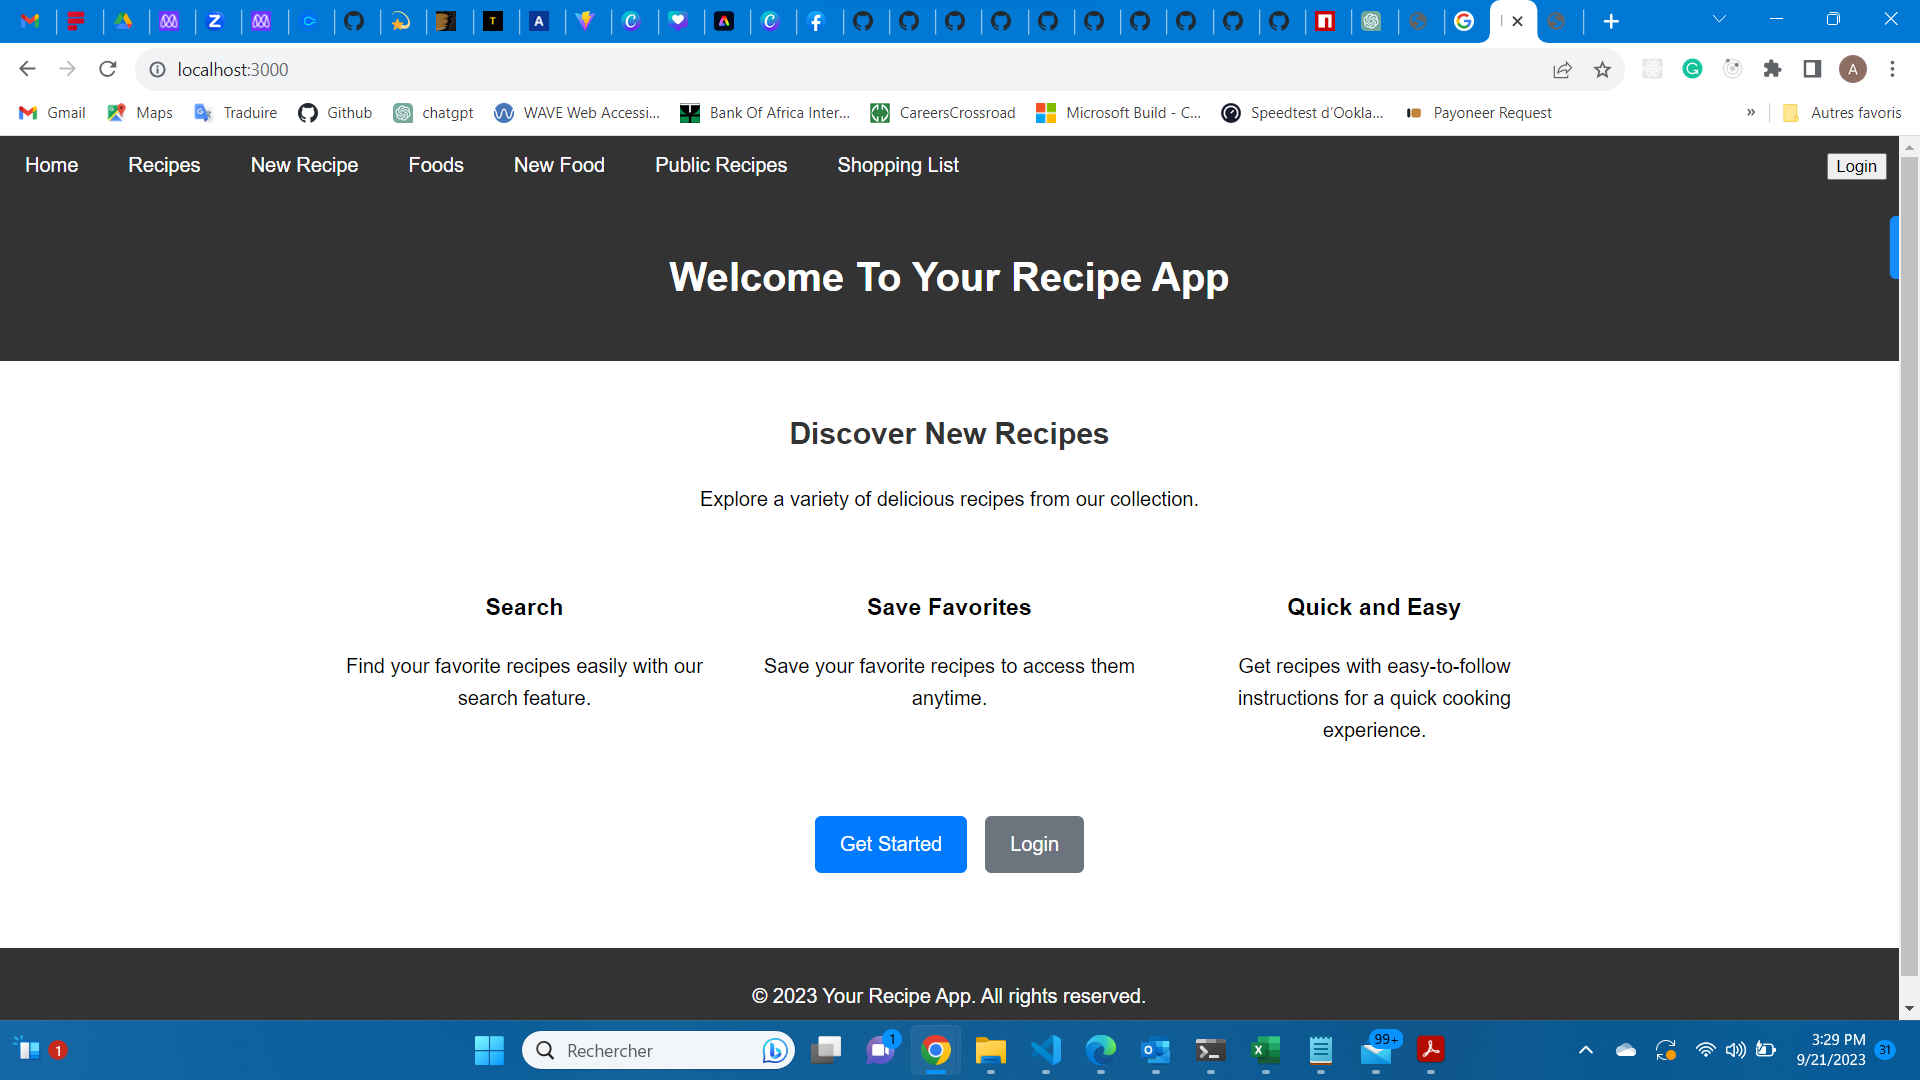 localhost:3000
A
Gmail
Maps
Traduire
Github
chatgpt
WAVE Web Accessi...
Bank Of Africa Inter...
CareersCrossroad
Microsoft Build - C...
Speedtest d'Ookla...
Payoneer Request
»
Autres favoris
Home
Recipes
New Recipe
Foods
New Food
Public Recipes
Shopping List
Login
Welcome To Your Recipe App
Discover New Recipes
Explore a variety of delicious recipes from our collection.
Search
Find your favorite recipes easily with our
search feature.
Save Favorites
Save your favorite recipes to access them
anytime.
Quick and Easy
Get recipes with easy-to-follow
instructions for a quick cooking
experience.
Get Started
Login
© 2023 Your Recipe App. All rights reserved.
1
Rechercher
1
99+
3:29 PM
9/21/2023
31